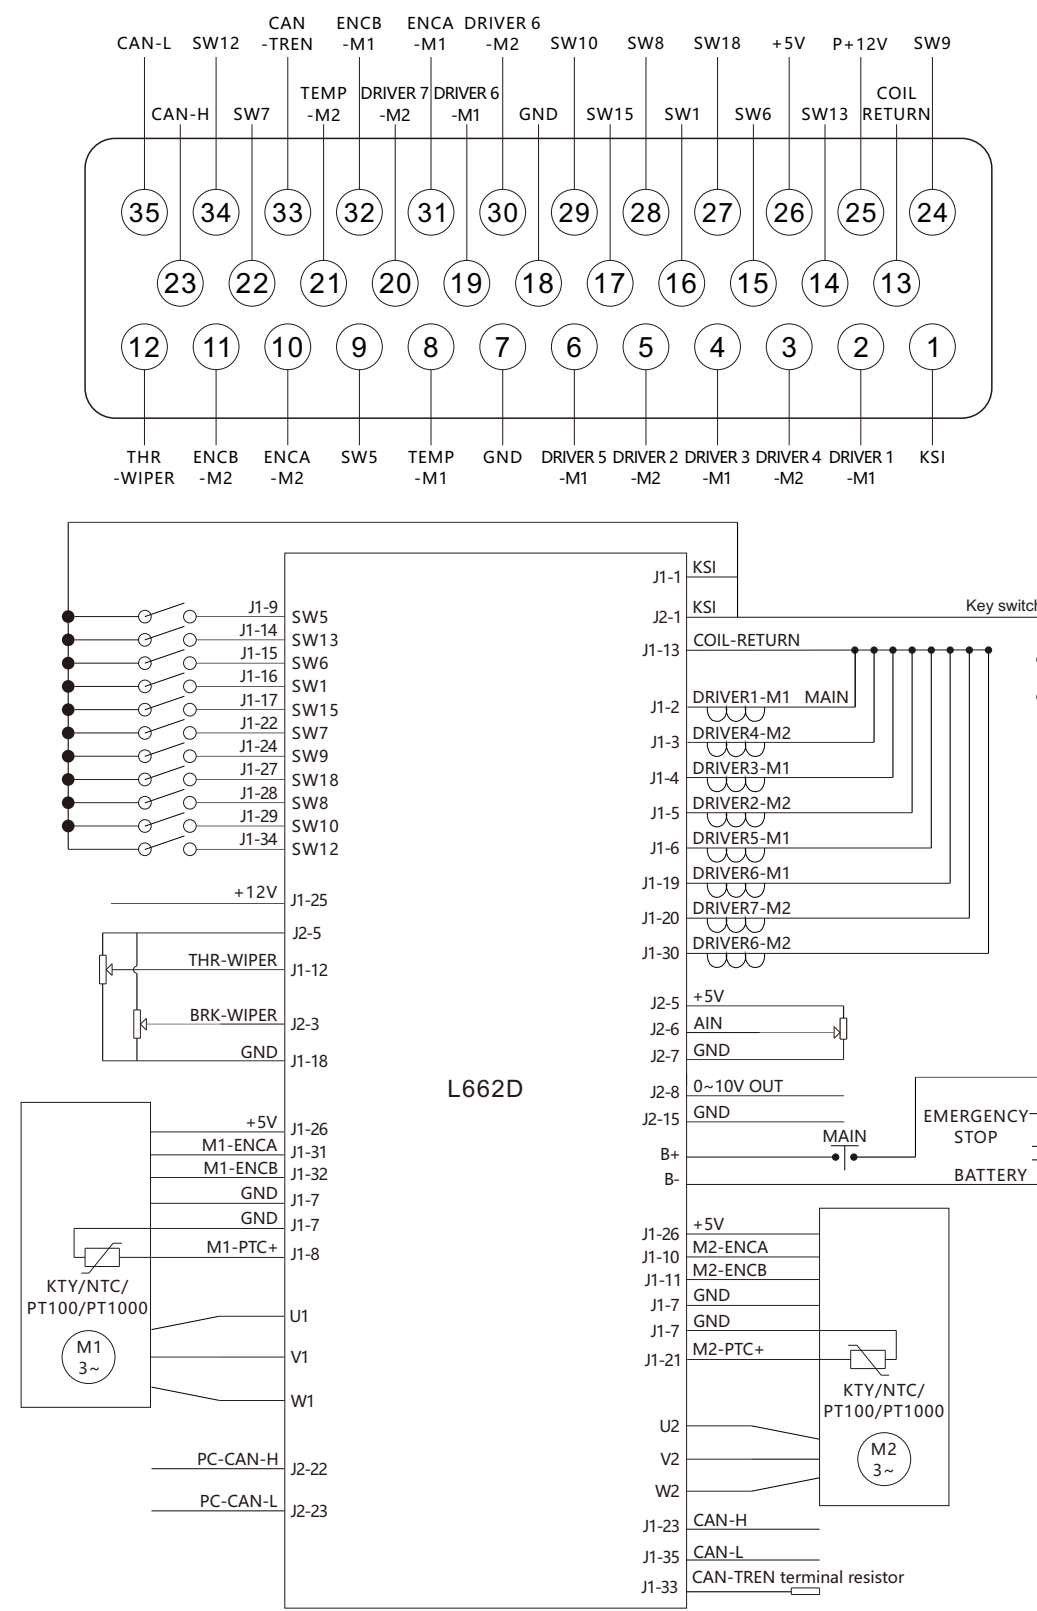 CAN-L
SW12
CAN
-TREN
ENCB
-M1
ENCA
-M1
DRIVER 6
-M2
SW10
SW8
SW18
+5V
P+12V
SW9
CAN-H
SW7
TEMP
-M2
DRIVER 7
-M2
DRIVER 6
-M1
GND
SW15
SW1
SW6
SW13
COIL
RETURN
35 34 33 32 31 30 29 28 27 26 25 24
23 22 21 20 19 18 17 16 15 14 13
12 11 10 9 8 7 6 5 4 3 2 1
THR
-WIPER
ENCB
-M2
ENCA
-M2
SW5
TEMP
-M1
GND
DRIVER 5
-M1
DRIVER 2
-M2
DRIVER 3
-M1
DRIVER 4
-M2
DRIVER 1
-M1
KSI
J1-9 SW5
J1-14 SW13
J1-15 SW6
J1-16 SW1
J1-17 SW15
J1-22 SW7
J1-24 SW9
J1-27 SW18
J1-28 SW8
J1-29 SW10
J1-34 SW12
+12V J1-25
J2-5
THR-WIPER J1-12
BRK-WIPER J2-3
GND J1-18
L662D
+5V J1-26
M1-ENCA J1-31
M1-ENCB J1-32
GND J1-7
GND J1-7
M1-PTC+ J1-8
KTY/NTC/
PT100/PT1000
M1
3~
U1
V1
W1
PC-CAN-H J2-22
PC-CAN-L J2-23
J1-1 KSI
J2-1 KSI
Key switch
J1-13 COIL-RETURN
J1-2 DRIVER1-M1 MAIN
J1-3 DRIVER4-M2
J1-4 DRIVER3-M1
J1-5 DRIVER2-M2
J1-6 DRIVER5-M1
J1-19 DRIVER6-M1
J1-20 DRIVER7-M2
J1-30 DRIVER6-M2
J2-5 +5V
J2-6 AIN
J2-7 GND
J2-8 0~10V OUT
J2-15 GND
B+
MAIN
EMERGENCY
STOP
B-
BATTERY
J1-26 +5V
J1-10 M2-ENCA
J1-11 M2-ENCB
J1-7 GND
J1-7 GND
J1-21 M2-PTC+
KTY/NTC/
PT100/PT1000
M2
3~
U2
V2
W2
J1-23 CAN-H
J1-35 CAN-L
J1-33 CAN-TREN terminal resistor